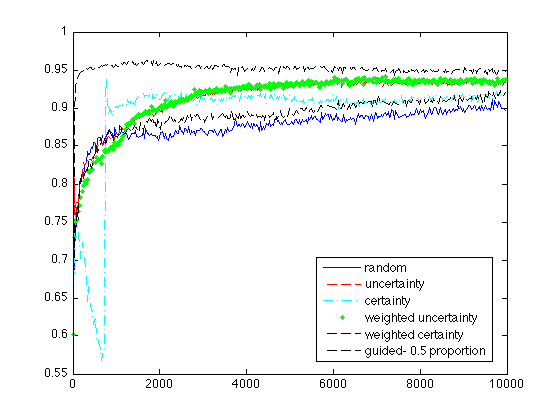 1
0.95
0.9
0.85
0.8
0.75
0.7
0.65
0.6
0.55
0
2000
4000
6000
8000
10000
random
uncertainty
certainty
weighted uncertainty
weighted certainty
guided- 0.5 proportion